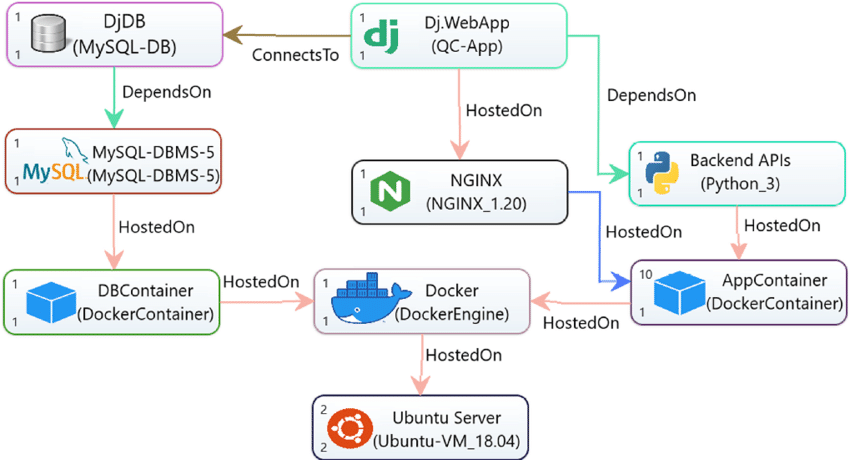 1
DjDB
(MySQL-DB)
1
1
dj
Dj.WebApp
(QC-App)
1
ConnectsTo
DependsOn
HostedOn
DependsOn
1
MySQL
MySQL-DBMS-5
(MySQL-DBMS-5)
1
1
N
NGINX
(NGINX_1.20)
1
1
Backend APIs
(Python_3)
1
HostedOn
HostedOn
HostedOn
1
DBContainer
(DockerContainer)
1
HostedOn
1
Docker
(DockerEngine)
1
HostedOn
10
AppContainer
(DockerContainer)
1
HostedOn
2
Ubuntu Server
(Ubuntu-VM_18.04)
2